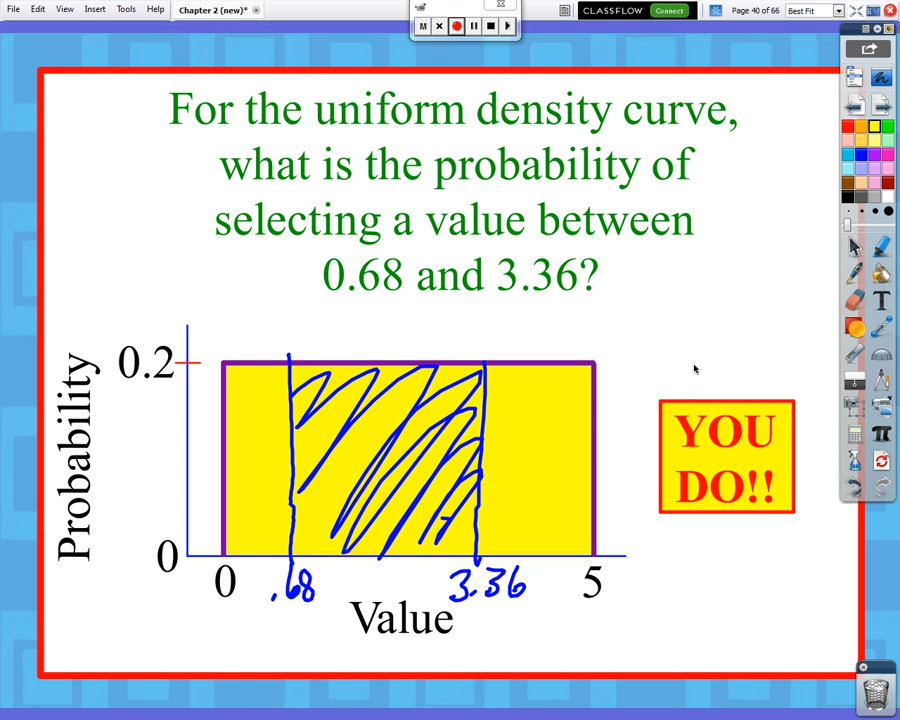 File Edit View Insert Tools Help Chapter 2 (new)* CLASSFLOW Connect Page 40 of 66 Best Fit
M
For the uniform density curve,
what is the probability of
selecting a value between
0.68 and 3.36?
0.2
Probability
YOU
DO!!
0
0 .68 3.36 5
Value